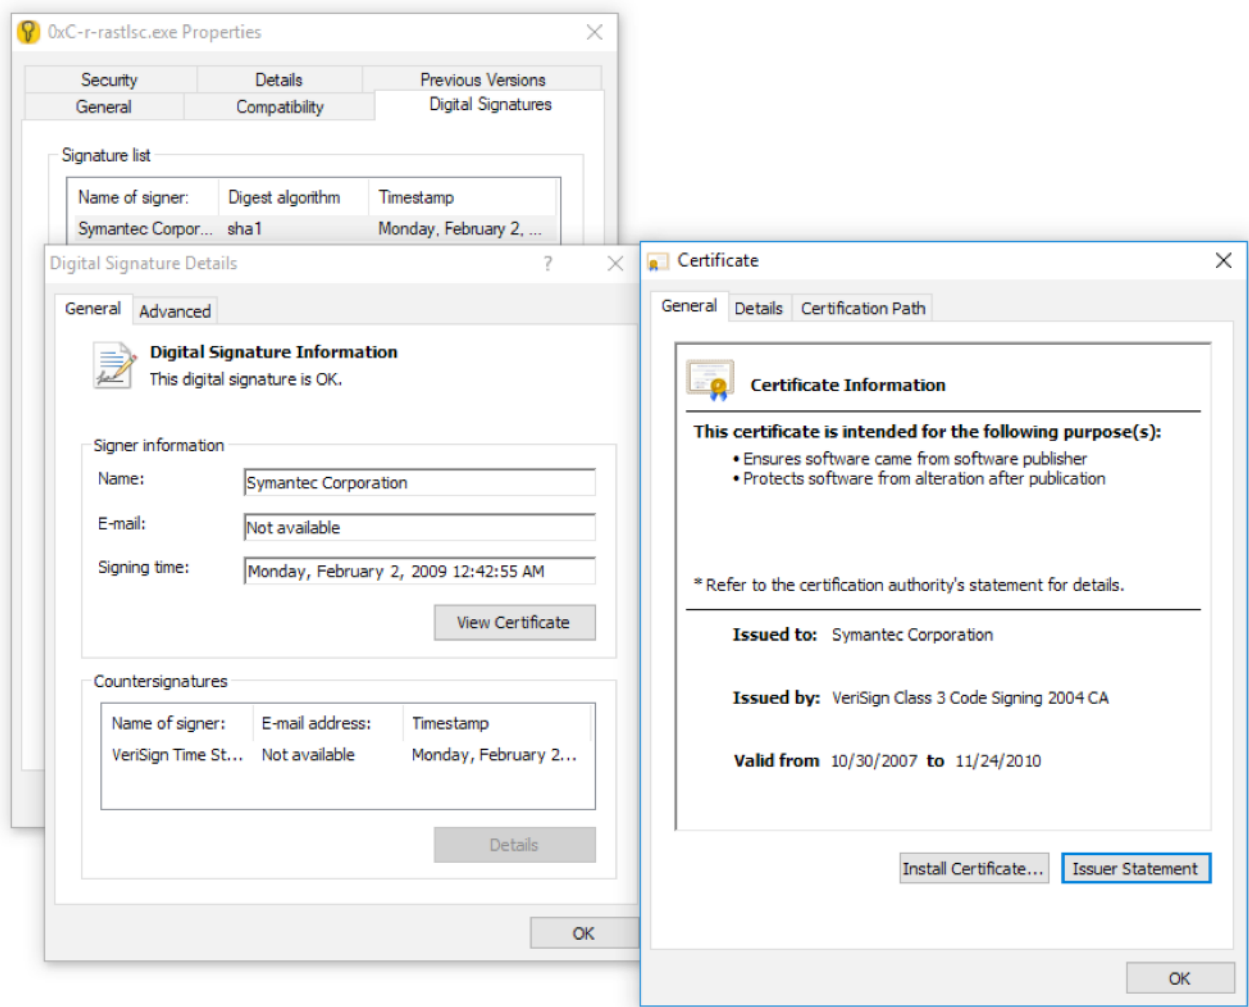 0xC-r-rastlsc.exe Properties
Security Details Previous Versions
General Compatibility Digital Signatures
Signature list
Name of signer: Digest algorithm Timestamp
Symantec Corpor... sha1 Monday, February 2, ...
Digital Signature Details ?
General Advanced
Digital Signature Information
This digital signature is OK.
Signer information
Name: Symantec Corporation
E-mail: Not available
Signing time: Monday, February 2, 2009 12:42:55 AM
View Certificate
Countersignatures
Name of signer: E-mail address: Timestamp
VeriSign Time St... Not available Monday, February 2...
Details
OK
Certificate
General Details Certification Path
Certificate Information
This certificate is intended for the following purpose(s):
• Ensures software came from software publisher
• Protects software from alteration after publication
* Refer to the certification authority's statement for details.
Issued to: Symantec Corporation
Issued by: VeriSign Class 3 Code Signing 2004 CA
Valid from 10/30/2007 to 11/24/2010
Install Certificate... Issuer Statement
OK